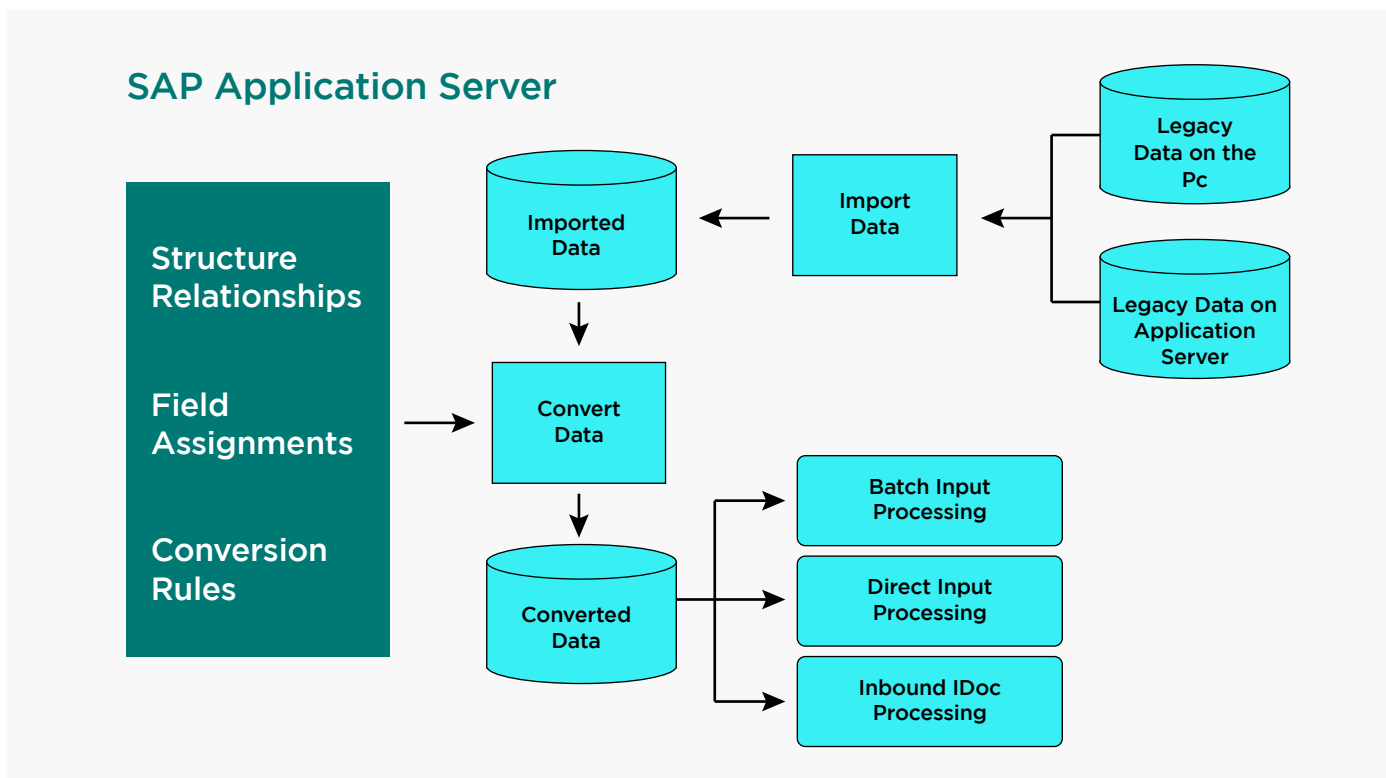 SAP Application Server
Legacy
Data on the
Pc
Import
Data
Imported
Data
Structure
Relationships
Legacy Data on
Application
Server
Field
Assignments
Convert
Data
Batch Input
Processing
Conversion
Rules
Direct Input
Processing
Converted
Data
Inbound IDoc
Processing